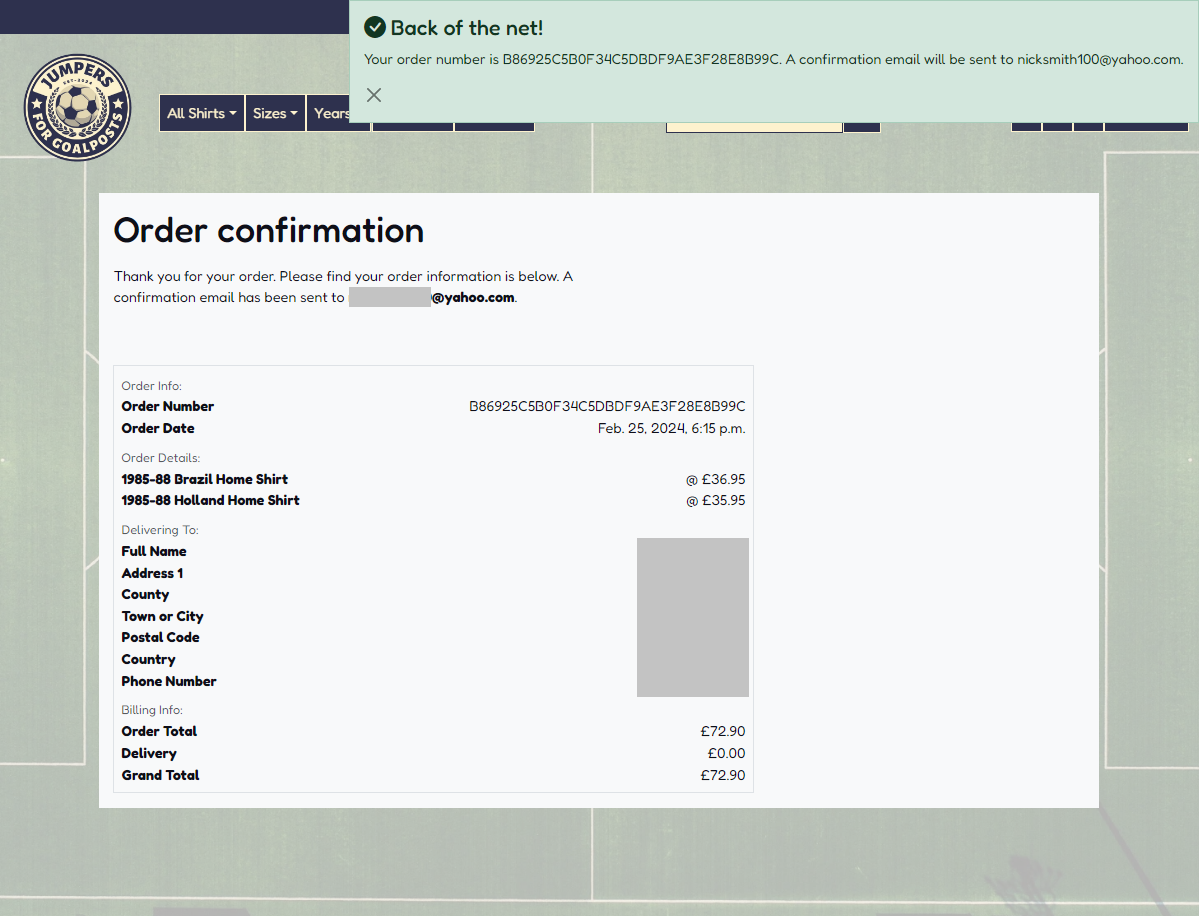 Back of the net!
Your order number is B86925C5B0F34C5DBDF9AE3F28E8B99C. A confirmation email will be sent to nicksmith100@yahoo.com.
JUMPERS
EST-2024
FOR GOALPOSTS
All Shirts
Sizes
Years
Order confirmation
Thank you for your order. Please find your order information is below. A
confirmation email has been sent to @yahoo.com.
Order Info:
Order Number B86925C5B0F34C5DBDF9AE3F28E8B99C
Order Date Feb. 25, 2024, 6:15 p.m.
Order Details:
1985-88 Brazil Home Shirt @ £36.95
1985-88 Holland Home Shirt @ £35.95
Delivering To:
Full Name
Address 1
County
Town or City
Postal Code
Country
Phone Number
Billing Info:
Order Total £72.90
Delivery £0.00
Grand Total £72.90